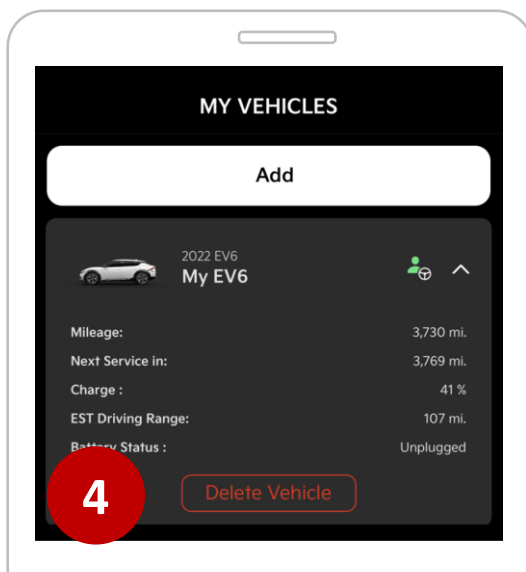 MY VEHICLES
Add
2022 EV6
My EV6
Mileage: 3,730 mi.
Next Service in: 3,769 mi.
Charge : 41 %
EST Driving Range: 107 mi.
Battery Status : Unplugged
4 Delete Vehicle